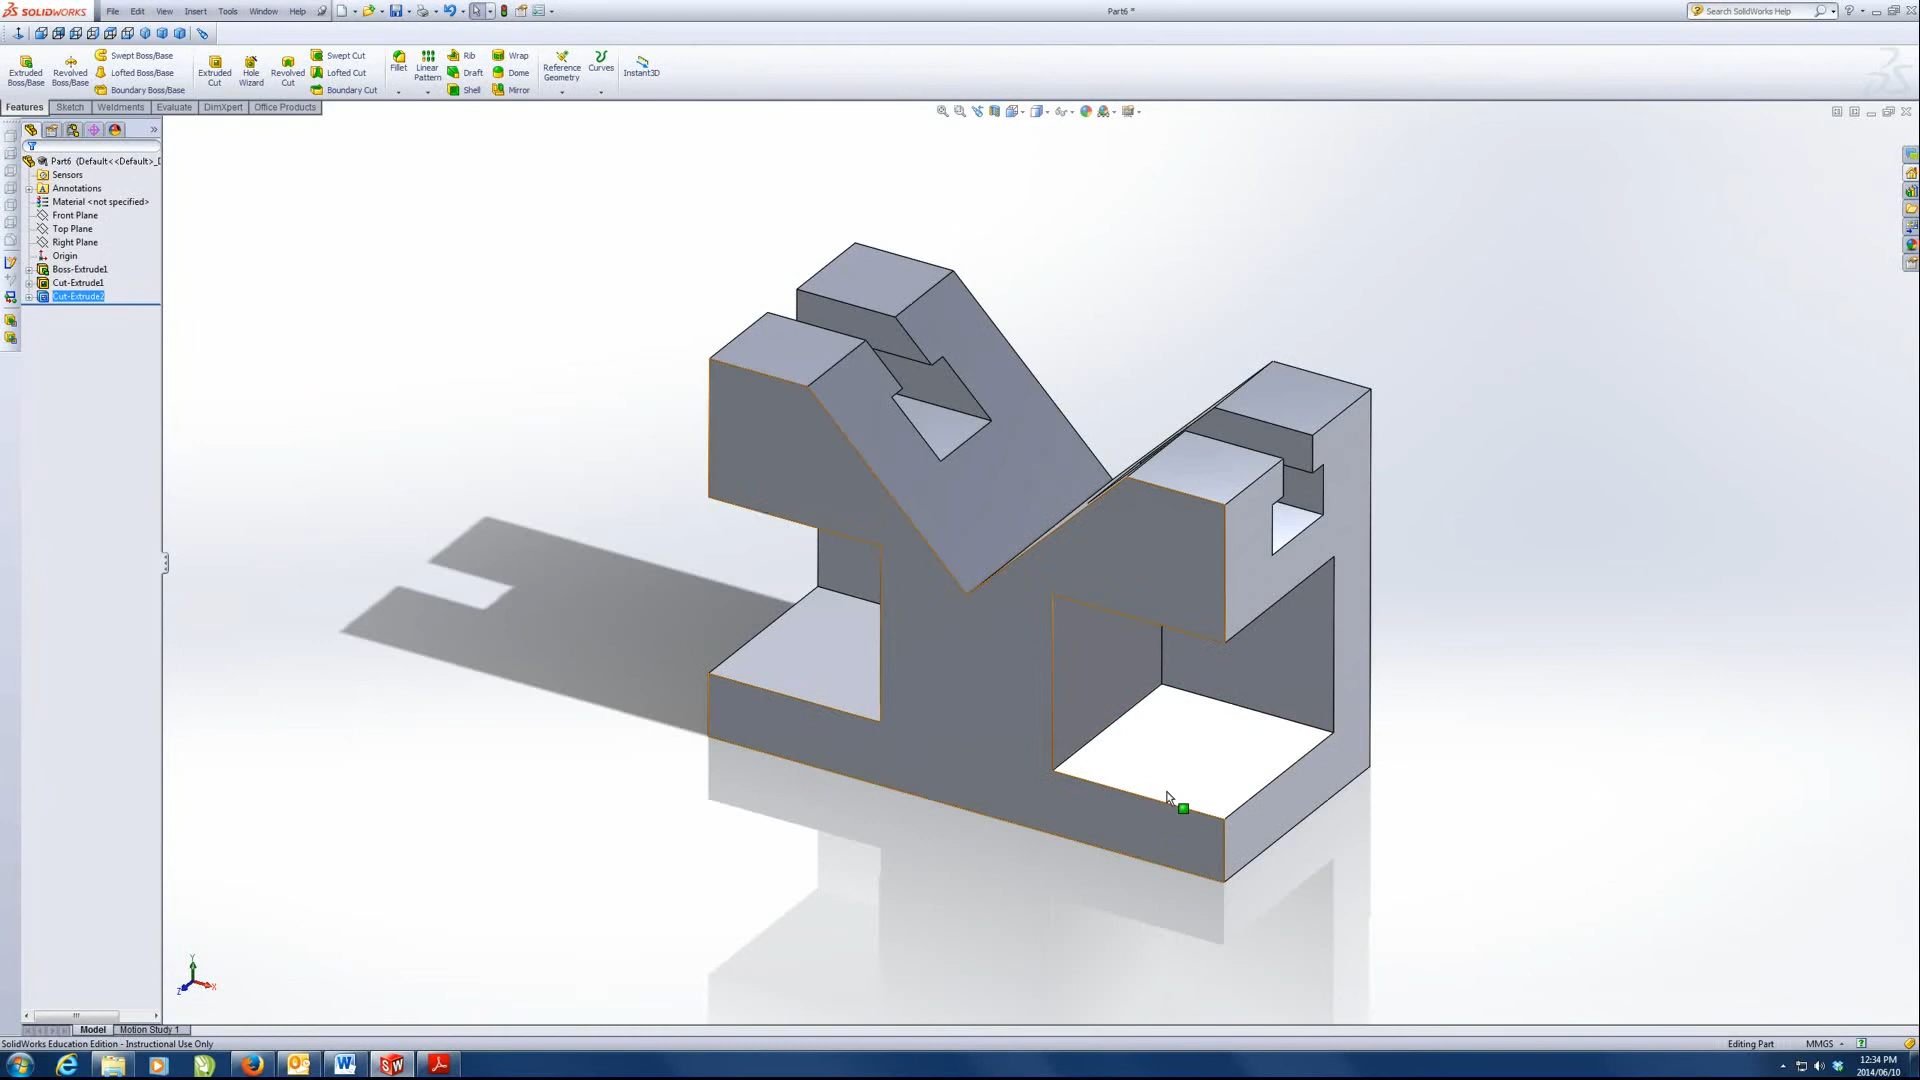 SOLIDWORKS File Edit View Insert Tools Window Help Part6 * Search SolidWorks Help
Extruded Boss/Base
Revolved Boss/Base
Swept Boss/Base
Lofted Boss/Base
Boundary Boss/Base
Extruded Cut
Hole Wizard
Revolved Cut
Swept Cut
Lofted Cut
Boundary Cut
Fillet
Linear Pattern
Rib
Draft
Shell
Wrap
Dome
Mirror
Reference Geometry
Curves
Instant3D
Features Sketch Weldments Evaluate DimXpert Office Products
Part6 (Default<<Default>_D
Sensors
Annotations
Material <not specified>
Front Plane
Top Plane
Right Plane
Origin
Boss-Extrude1
Cut-Extrude1
Cut-Extrude2
Y
Z X
Model Motion Study 1
SolidWorks Education Edition - Instructional Use Only Editing Part MMGS
12:34 PM
2014/06/10